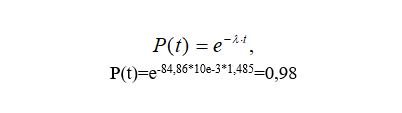 P(t) = e^{-λ·t},
P(t)=e^{-84,86*10e-3*1,485}=0,98